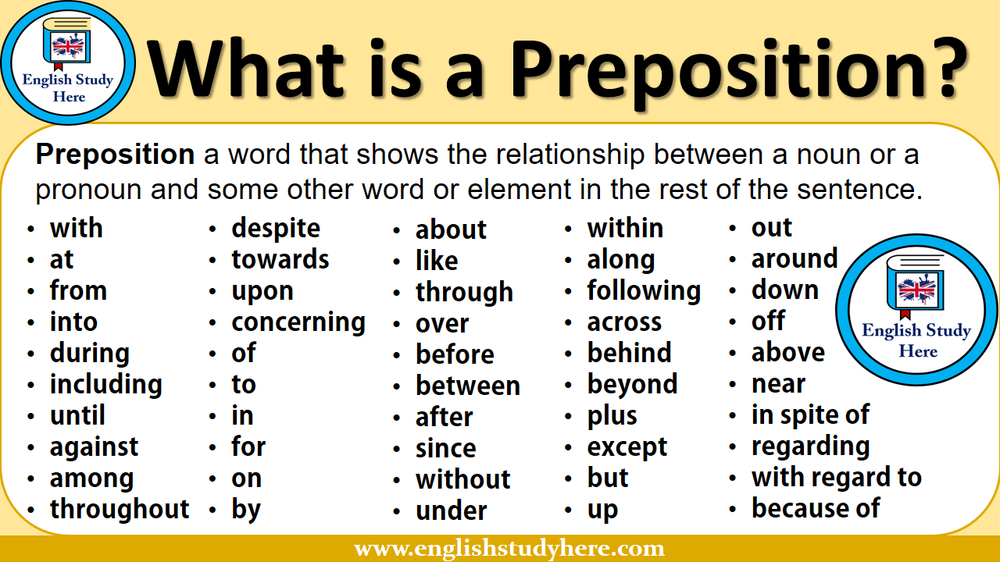 English Study
Here
What is a Preposition?
Preposition a word that shows the relationship between a noun or a
pronoun and some other word or element in the rest of the sentence.
• with
• at
• from
• into
• during
• including
• until
• against
• among
• throughout
• despite
• towards
• upon
• concerning
• of
• to
• in
• for
• on
• by
• about
• like
• through
• over
• before
• between
• after
• since
• without
• under
• within
• along
• following
• across
• behind
• beyond
• plus
• except
• but
• up
• out
• around
• down
• off
• above
• near
• in spite of
• regarding
• with regard to
• because of
English Study
Here
www.englishstudyhere.com